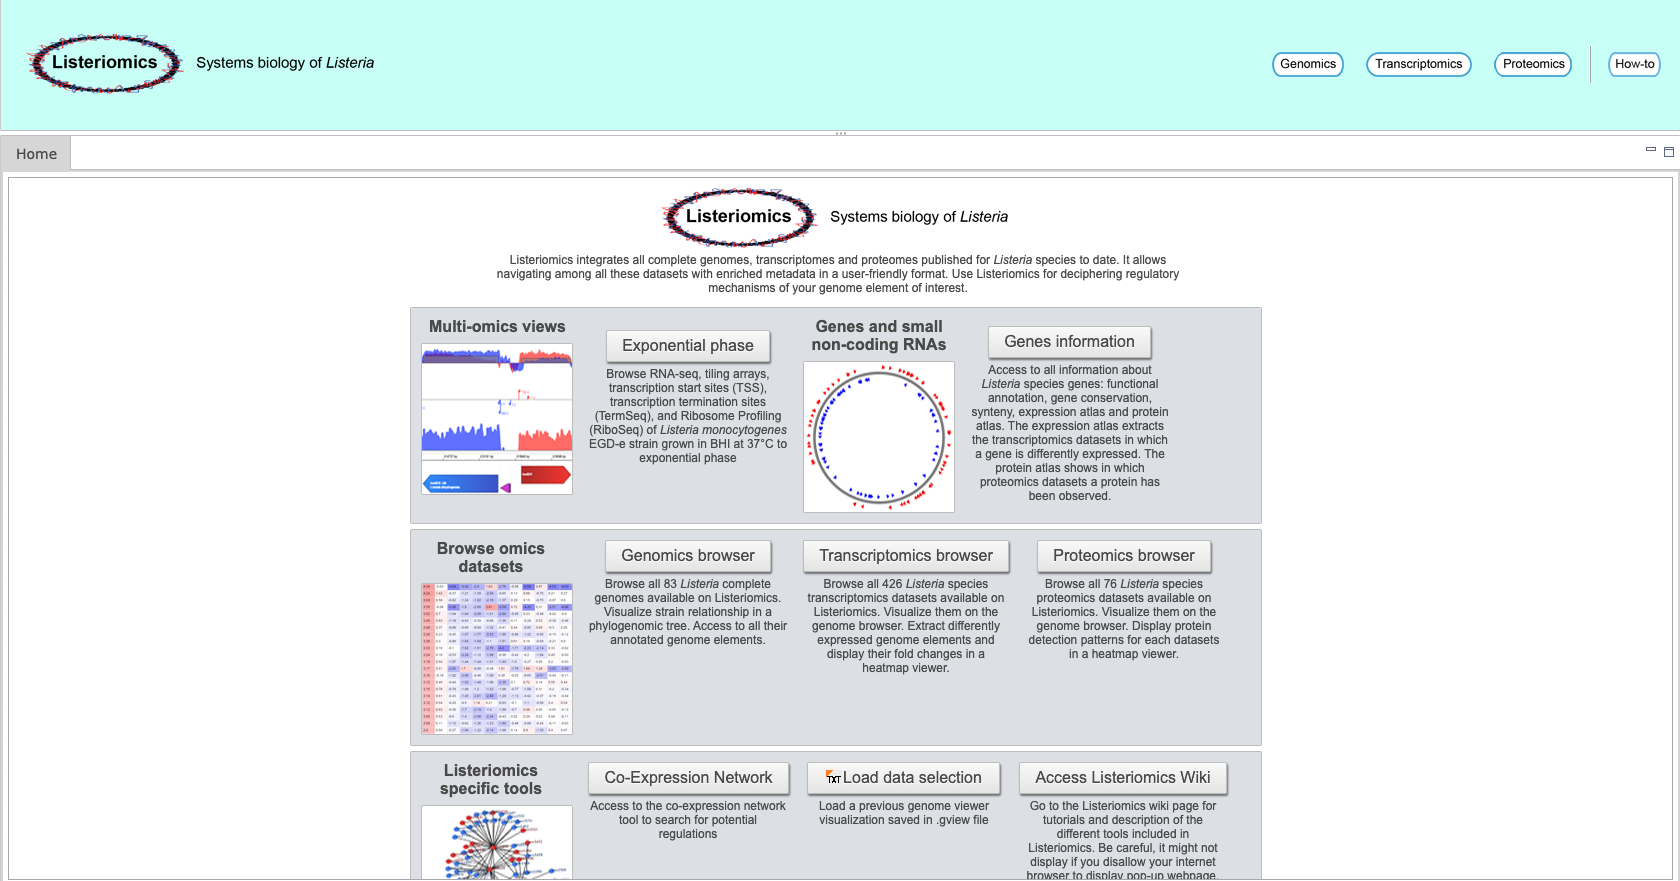 Listeriomics
Systems biology of Listeria
Genomics
Transcriptomics
Proteomics
How-to
Home
Listeriomics
Systems biology of Listeria
Listeriomics integrates all complete genomes, transcriptomes and proteomes published for Listeria species to date. It allows
navigating among all these datasets with enriched metadata in a user-friendly format. Use Listeriomics for deciphering regulatory
mechanisms of your genome element of interest.
Multi-omics views
Exponential phase
Browse RNA-seq, tiling arrays,
transcription start sites (TSS),
transcription termination sites
(TermSeq), and Ribosome Profiling
(RiboSeq) of Listeria monocytogenes
EGD-e strain grown in BHI at 37°C to
exponential phase
Genes and small
non-coding RNAs
Genes information
Access to all information about
Listeria species genes: functional
annotation, gene conservation,
synteny, expression atlas and protein
atlas. The expression atlas extracts
the transcriptomics datasets in which
a gene is differently expressed. The
protein atlas shows in which
proteomics datasets a protein has
been observed.
Browse omics
datasets
Genomics browser
Browse all 83 Listeria complete
genomes available on Listeriomics.
Visualize strain relationship in a
phylogenomic tree. Access to all their
annotated genome elements.
Transcriptomics browser
Browse all 426 Listeria species
transcriptomics datasets available on
Listeriomics. Visualize them on the
genome browser. Extract differently
expressed genome elements and
display their fold changes in a
heatmap viewer.
Proteomics browser
Browse all 76 Listeria species
proteomics datasets available on
Listeriomics. Visualize them on the
genome browser. Display protein
detection patterns for each datasets
in a heatmap viewer.
Listeriomics
specific tools
Co-Expression Network
Access to the co-expression network
tool to search for potential
regulations
TXT Load data selection
Load a previous genome viewer
visualization saved in .gview file
Access Listeriomics Wiki
Go to the Listeriomics wiki page for
tutorials and description of the
different tools included in
Listeriomics. Be careful, it might not
display if you disallow your internet
browser to display pop-up webpage.